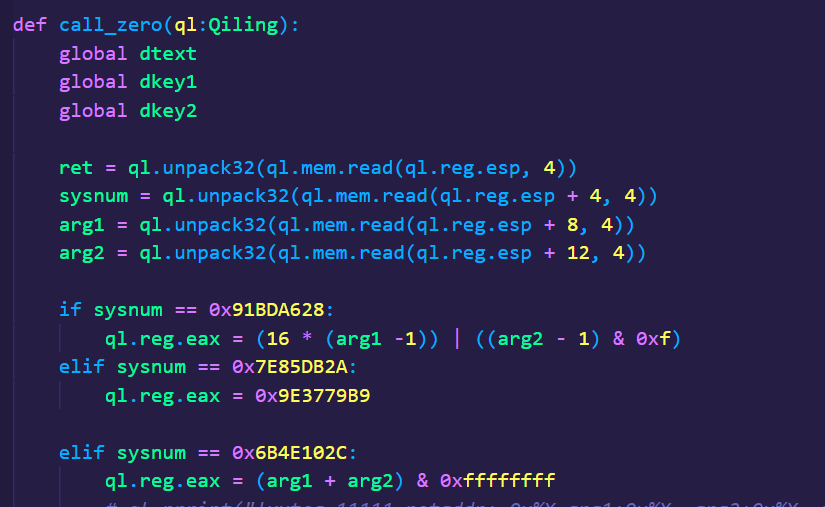 def call_zero(ql:Qiling):
    global dtext
    global dkey1
    global dkey2

    ret = ql.unpack32(ql.mem.read(ql.reg.esp, 4))
    sysnum = ql.unpack32(ql.mem.read(ql.reg.esp + 4, 4))
    arg1 = ql.unpack32(ql.mem.read(ql.reg.esp + 8, 4))
    arg2 = ql.unpack32(ql.mem.read(ql.reg.esp + 12, 4))

    if sysnum == 0x91BDA628:
        ql.reg.eax = (16 * (arg1 -1)) | ((arg2 - 1) & 0xf)
    elif sysnum == 0x7E85DB2A:
        ql.reg.eax = 0x9E3779B9

    elif sysnum == 0x6B4E102C:
        ql.reg.eax = (arg1 + arg2) & 0xffffffff